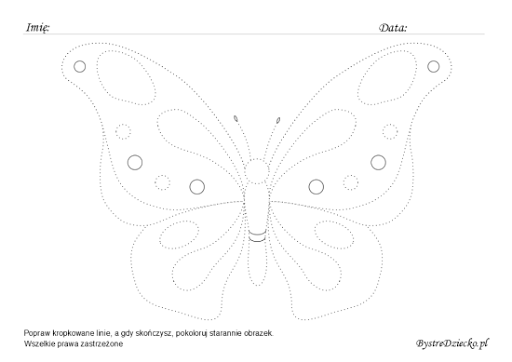 Imię: Data:
Popraw kropkowane linie, a gdy skończysz, pokoloruj starannie obrazek.
Wszelkie prawa zastrzeżone BystreDziecko.pl